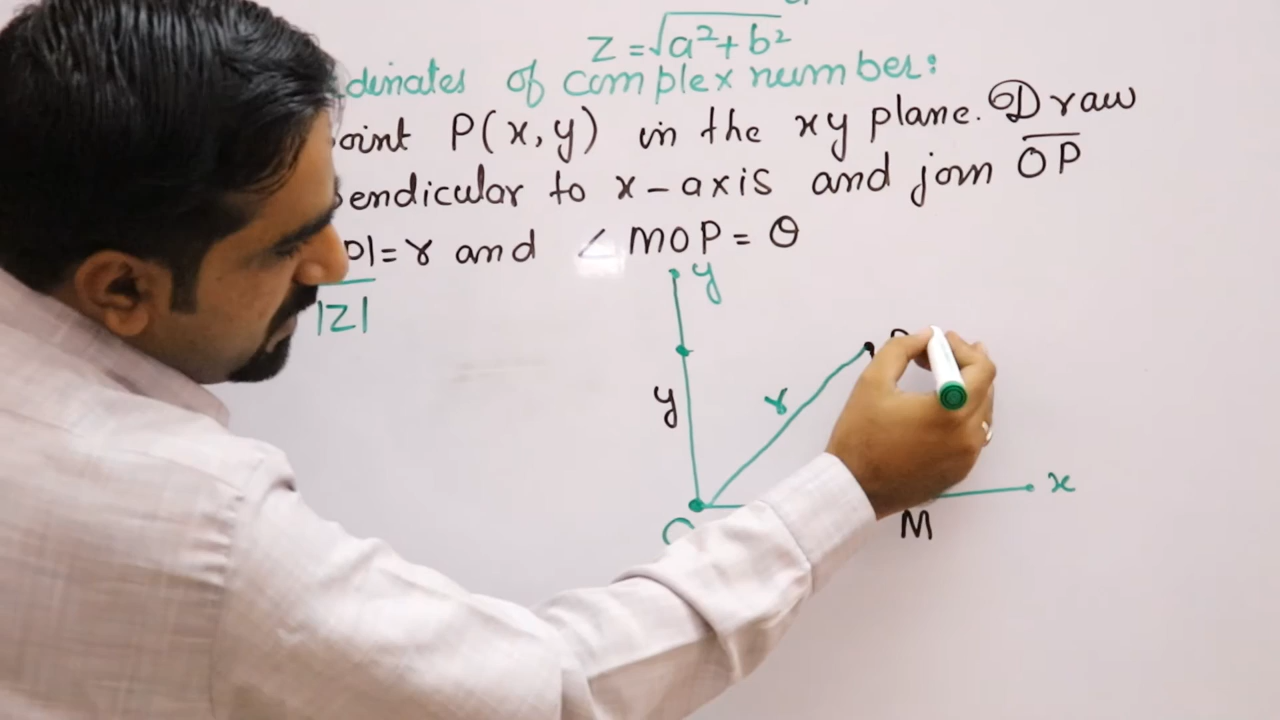 z = √a² + b²
dinates of complex number:
oint P(x, y) in the xy plane. Draw
endicular to x - axis and join OP
P|= r and ∠ MOP = θ
|z|
y
y
r
x
O
M